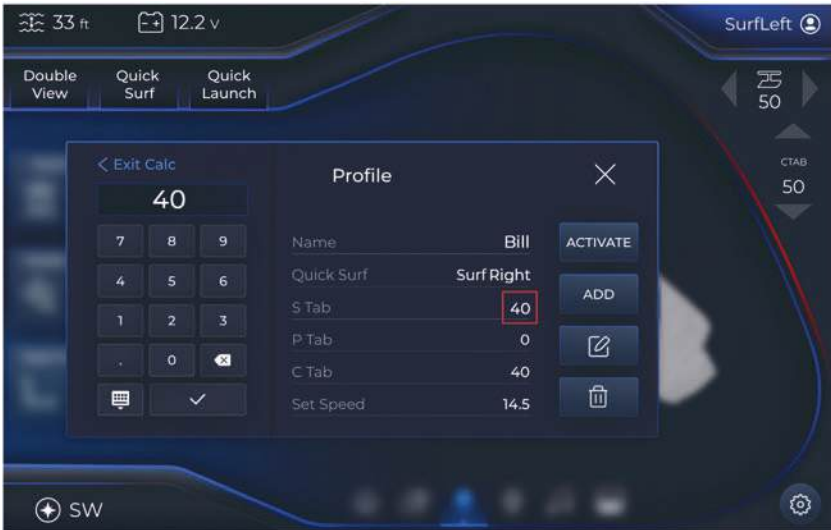 33 ft
12.2 v
SurfLeft
Double View
Quick Surf
Quick Launch
50
CTAB
50
< Exit Calc
40
7 8 9
4 5 6
1 2 3
. 0
Profile
Name Bill
Quick Surf Surf Right
S Tab 40
P Tab 0
C Tab 40
Set Speed 14.5
ACTIVATE
ADD
SW